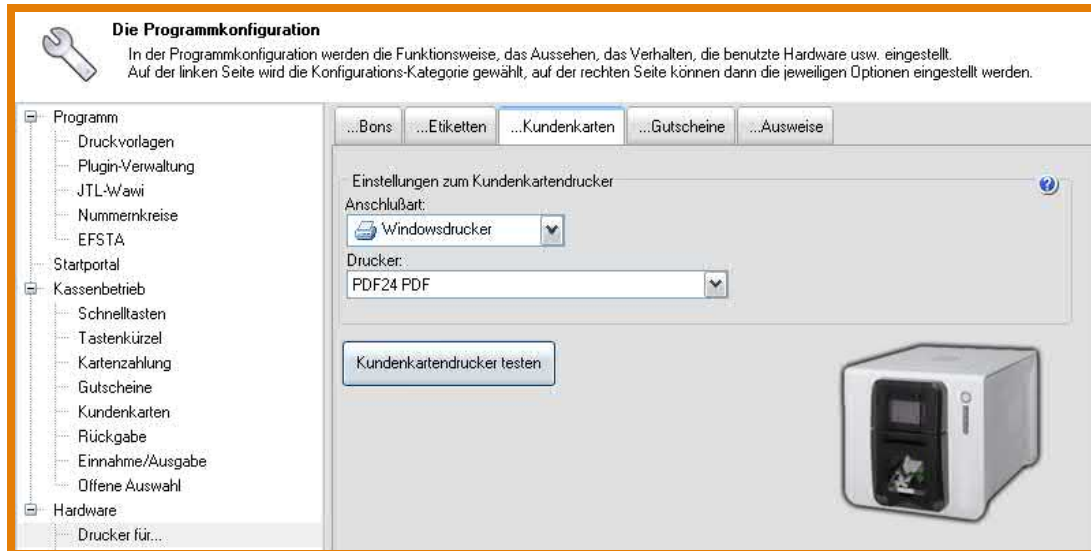 Die Programmkonfiguration
In der Programmkonfiguration werden die Funktionsweise, das Aussehen, das Verhalten, die benutzte Hardware usw. eingestellt.
Auf der linken Seite wird die Konfigurations-Kategorie gewählt, auf der rechten Seite können dann die jeweiligen Optionen eingestellt werden.
Programm
Druckvorlagen
Plugin-Verwaltung
JTL-Wawi
Nummernkreise
EFSTA
Startportal
Kassenbetrieb
Schnelltasten
Tastenkürzel
Kartenzahlung
Gutscheine
Kundenkarten
Rückgabe
Einnahme/Ausgabe
Offene Auswahl
Hardware
Drucker für...
...Bons ...Etiketten ...Kundenkarten ...Gutscheine ...Ausweise
Einstellungen zum Kundenkartendrucker
Anschlußart:
Windowsdrucker
Drucker:
PDF24 PDF
Kundenkartendrucker testen